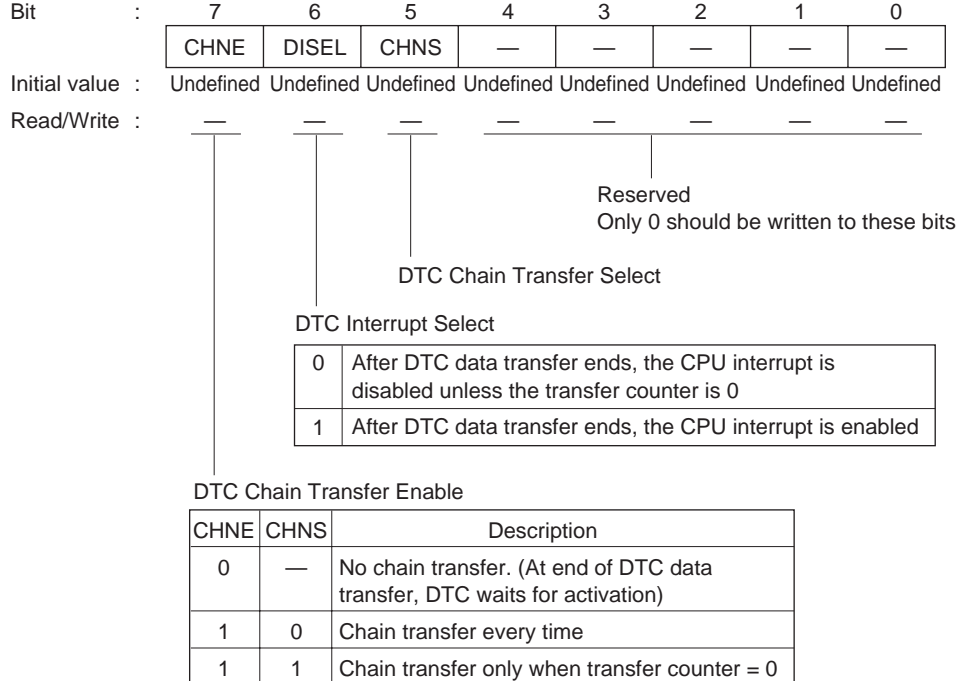 Bit : 7 6 5 4 3 2 1 0
CHNE DISEL CHNS — — — — —
Initial value : Undefined Undefined Undefined Undefined Undefined Undefined Undefined Undefined
Read/Write : — — — — — — — —
Reserved
Only 0 should be written to these bits
DTC Chain Transfer Select
DTC Interrupt Select
0 After DTC data transfer ends, the CPU interrupt is
disabled unless the transfer counter is 0
1 After DTC data transfer ends, the CPU interrupt is enabled
DTC Chain Transfer Enable
CHNE CHNS Description
0 — No chain transfer. (At end of DTC data
transfer, DTC waits for activation)
1 0 Chain transfer every time
1 1 Chain transfer only when transfer counter = 0